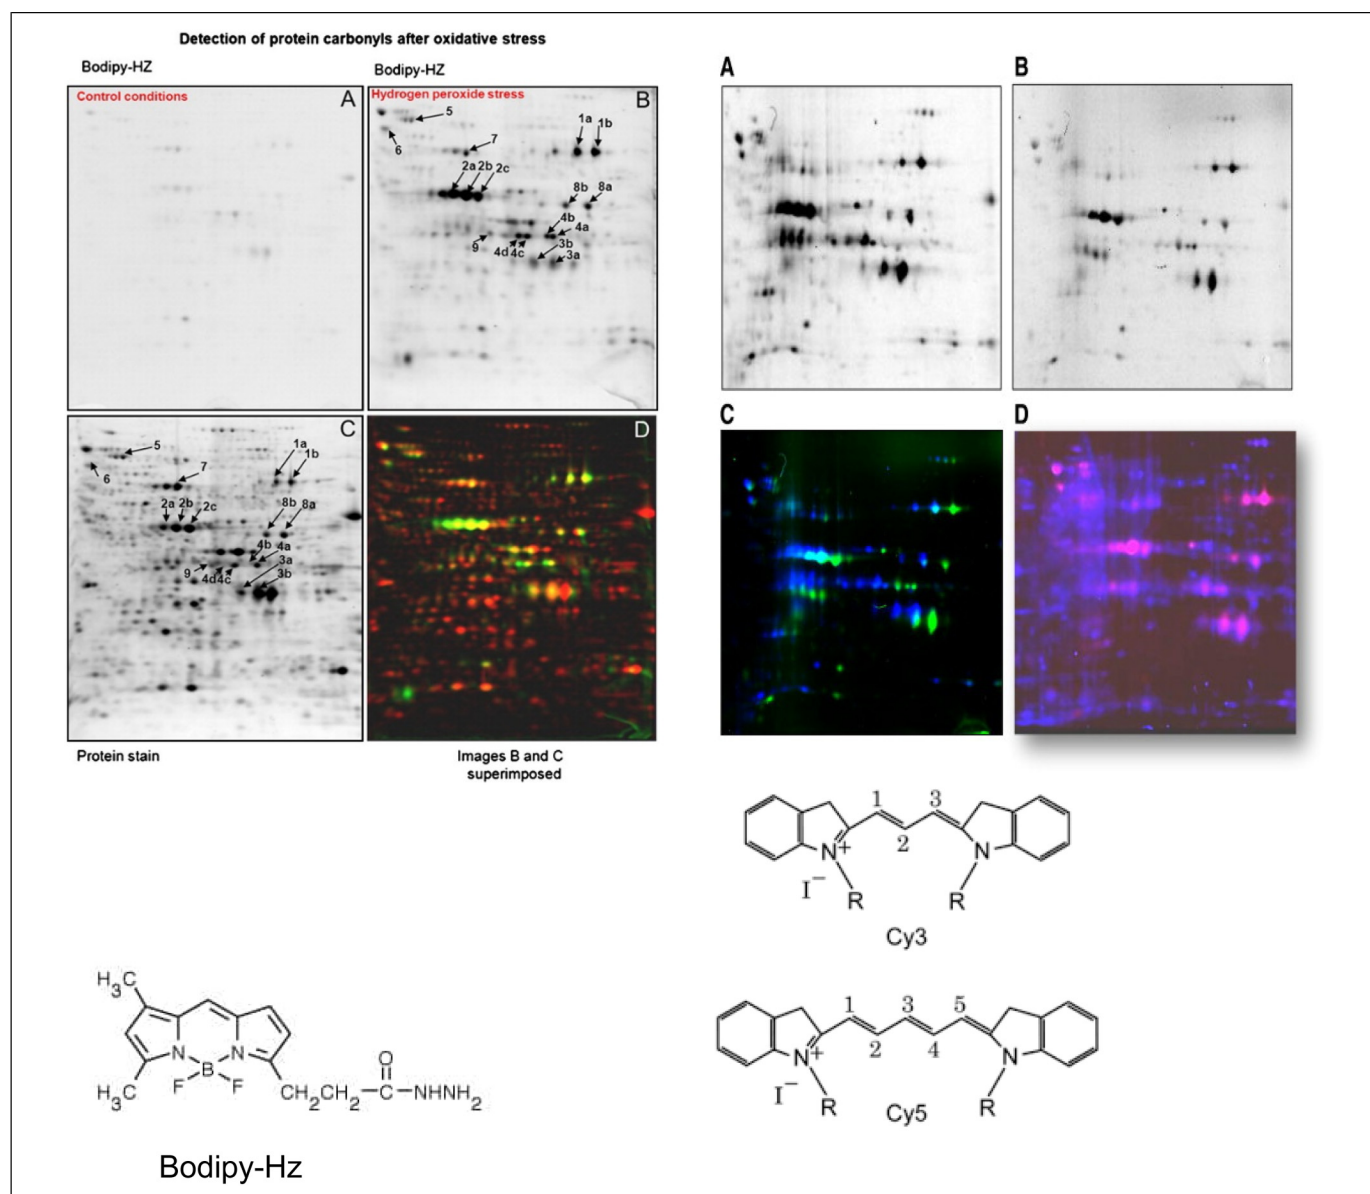 Detection of protein carbonyls after oxidative stress
Bodipy-HZ
Bodipy-HZ
Control conditions
A
Hydrogen peroxide stress
B
5
6
7
1a 1b
2a 2b 2c
8b 8a
4b
4a
9 4d 4c
3b
3a
C
5
6
7
1a
1b
2a 2b 2c
8b 8a
4b 4a
9 4d 4c
3a
3b
D
Protein stain
Images B and C
superimposed
A
B
C
D
1 3
2
N+
N
I−
R
R
Cy3
1 3 5
2 4
N+
N
I−
R
R
Cy5
H3C
N
N
B
F
F
H3C
O
CH2CH2–C–NHNH2
Bodipy-Hz